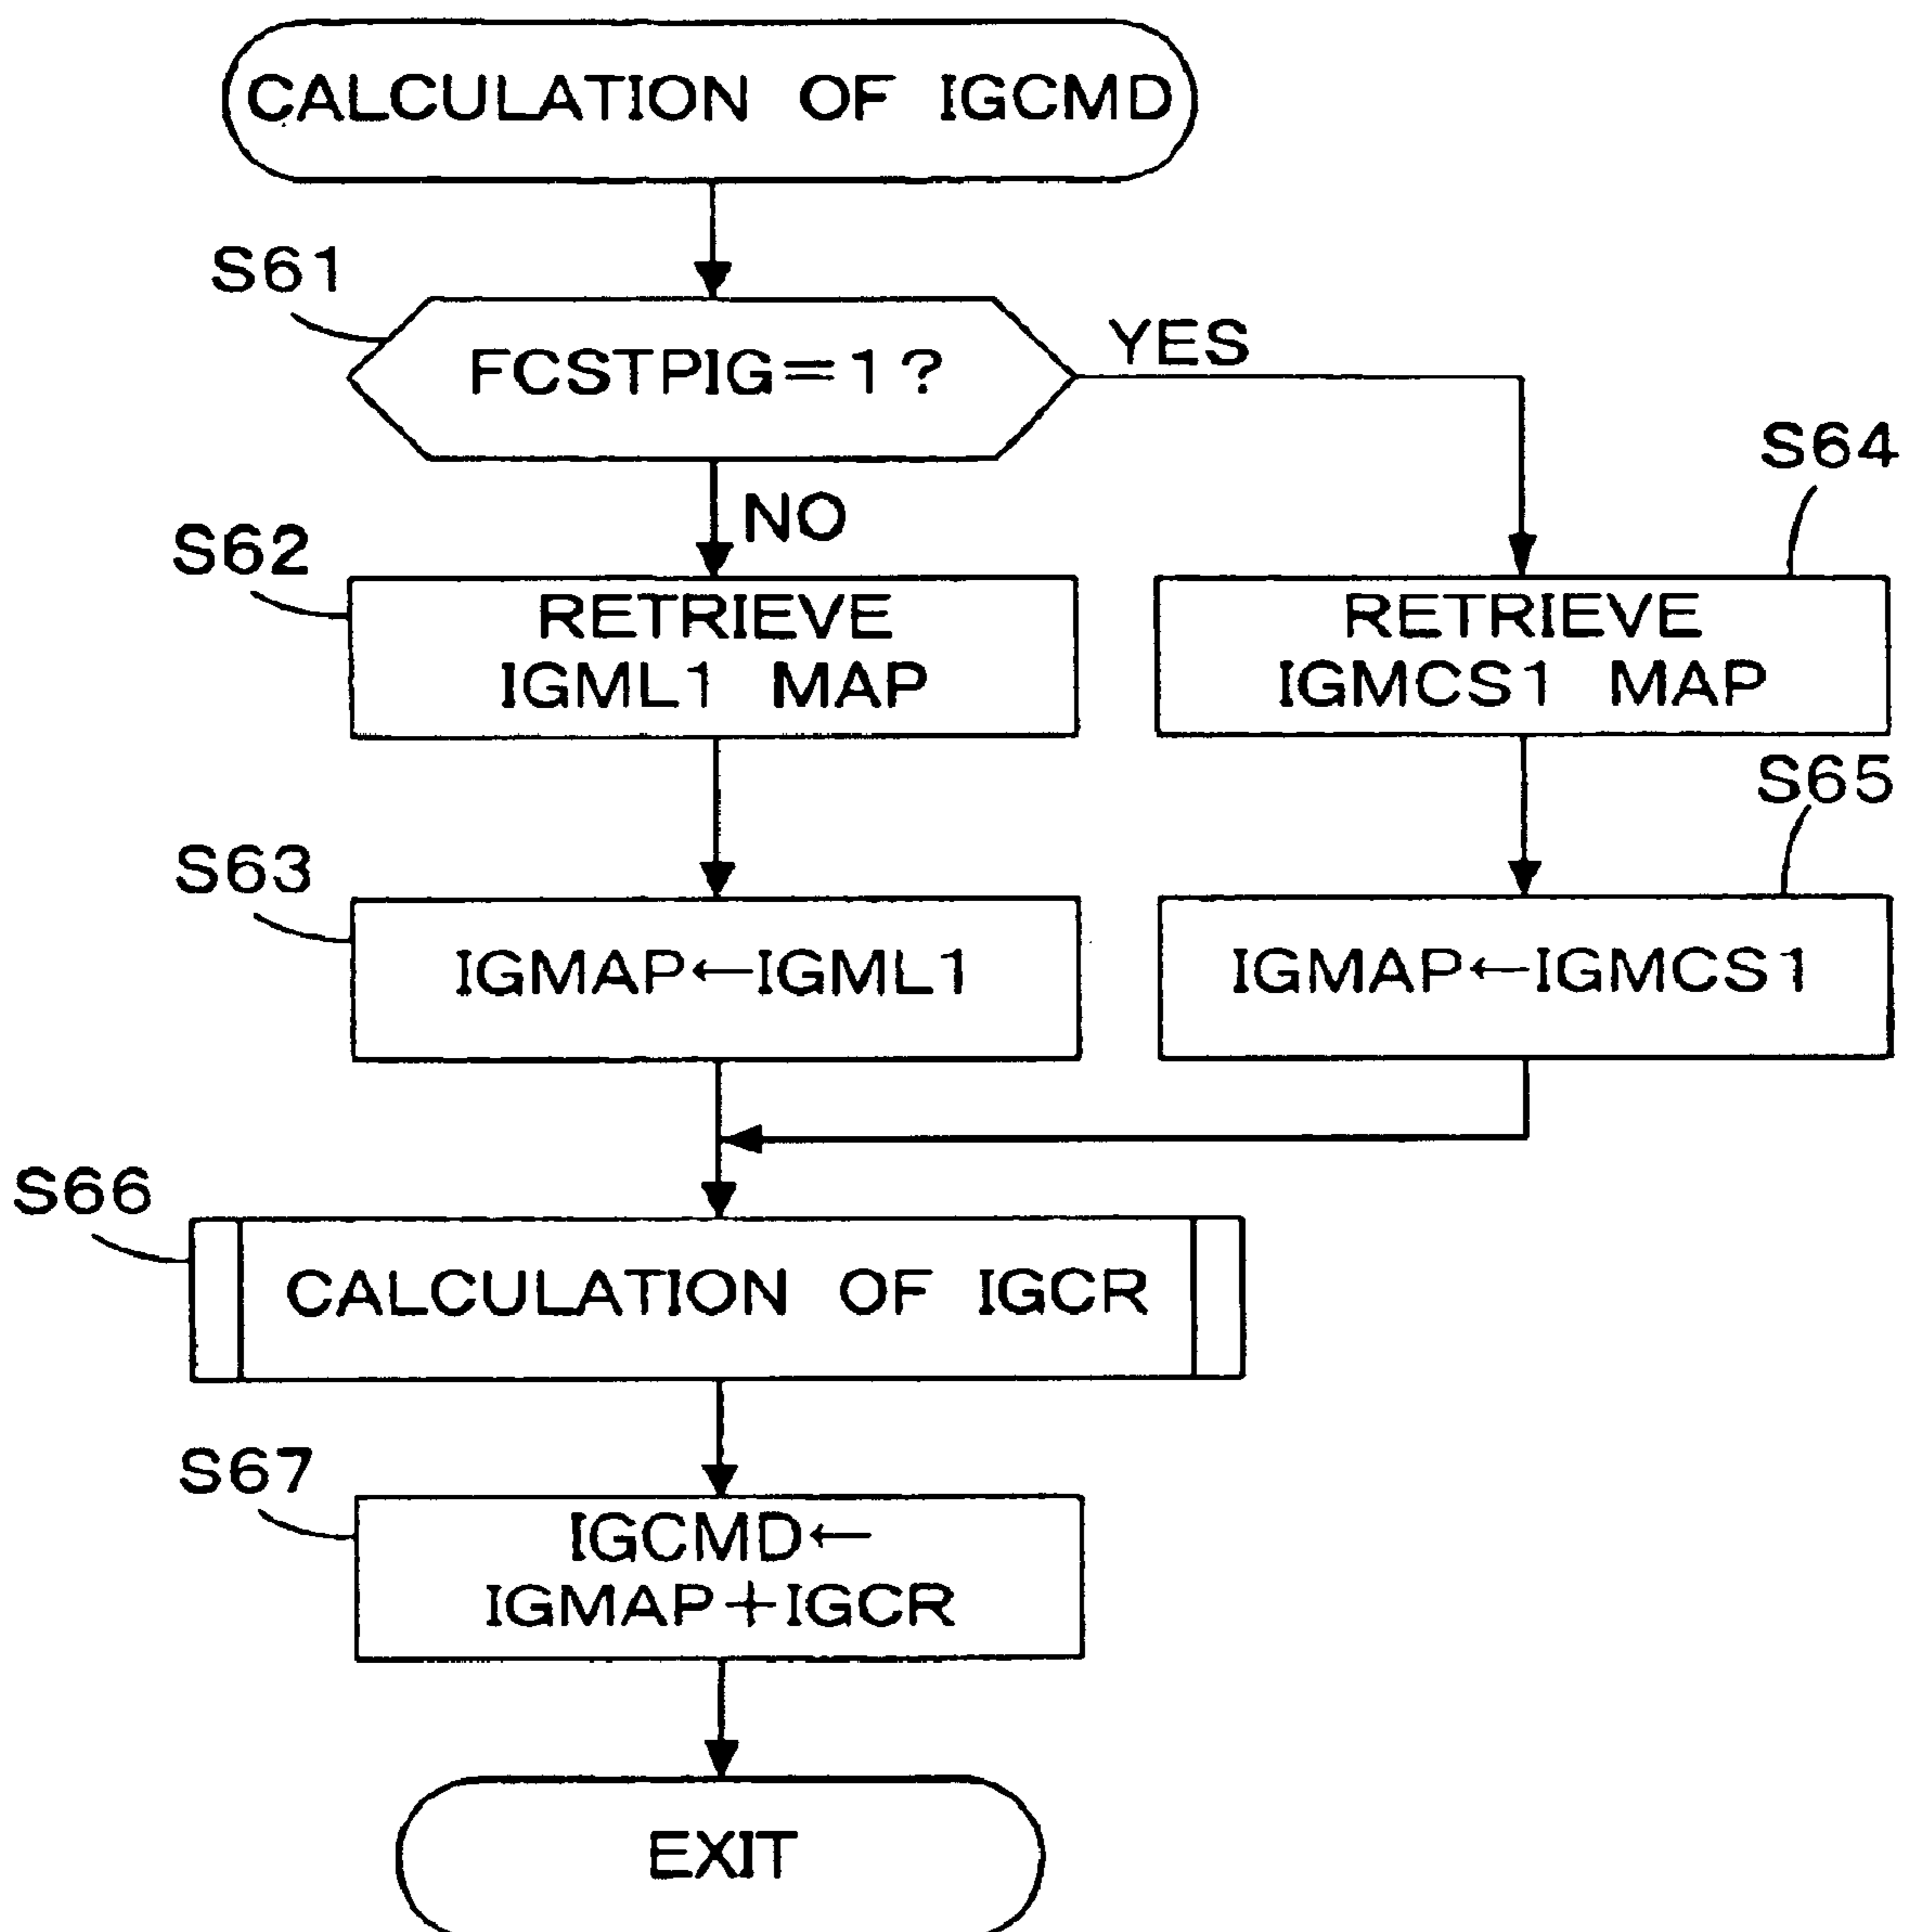 CALCULATION OF IGCMD
S61
FCSTPIG=1?
YES
NO
S62
RETRIEVE
IGML1 MAP
S64
RETRIEVE
IGMCS1 MAP
S63
IGMAP←IGML1
S65
IGMAP←IGMCS1
S66
CALCULATION OF IGCR
S67
IGCMD←
IGMAP+IGCR
EXIT